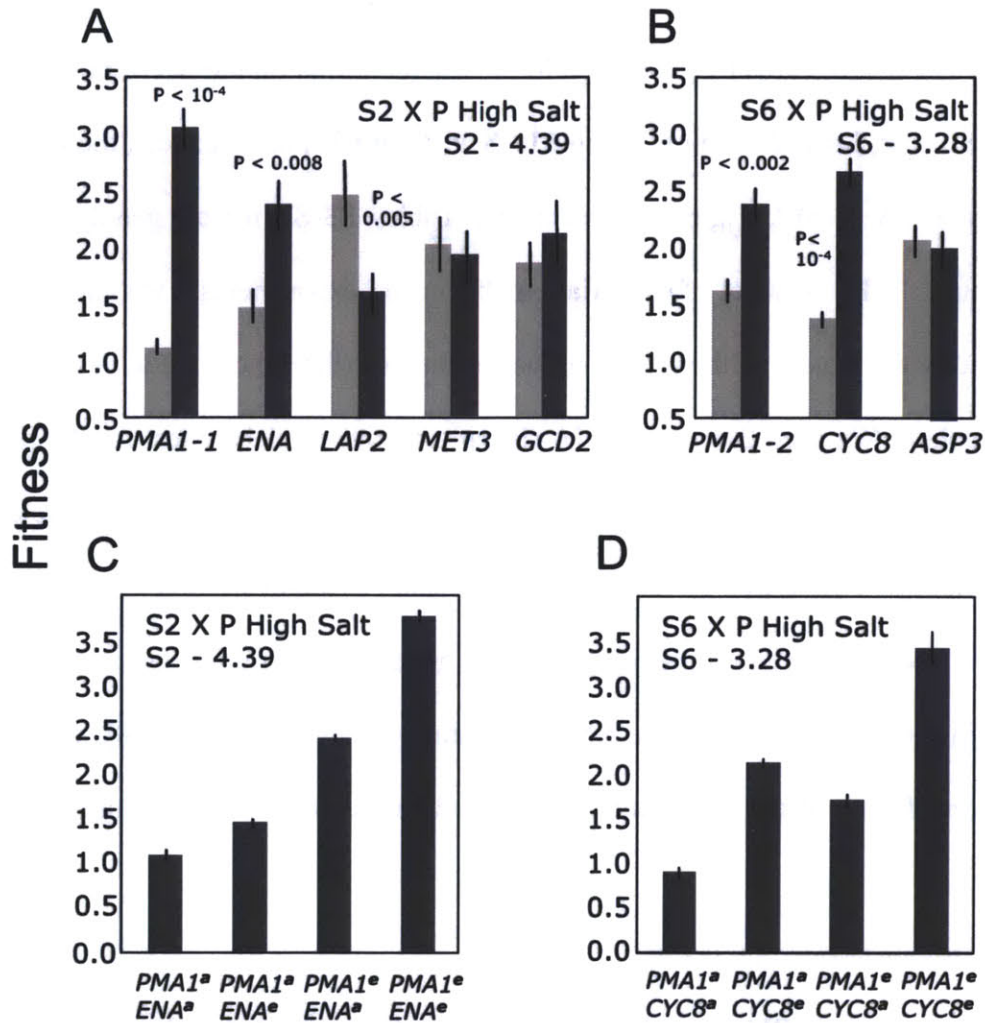 A
3.5
3.0
2.5
2.0
1.5
1.0
0.5
P < 10⁻⁴
P < 0.008
P <
0.005
S2 X P High Salt
S2 - 4.39
PMA1-1 ENA LAP2 MET3 GCD2
B
3.5
3.0
2.5
2.0
1.5
1.0
0.5
S6 X P High Salt
S6 - 3.28
P < 0.002
P<
10⁻⁴
PMA1-2 CYC8 ASP3
Fitness
C
S2 X P High Salt
S2 - 4.39
3.5
3.0
2.5
2.0
1.5
1.0
0.5
0.0
PMA1ᵃ PMA1ᵃ PMA1ᵉ PMA1ᵉ
ENAᵃ ENAᵉ ENAᵃ ENAᵉ
D
S6 X P High Salt
S6 - 3.28
3.5
3.0
2.5
2.0
1.5
1.0
0.5
0.0
PMA1ᵃ PMA1ᵃ PMA1ᵉ PMA1ᵉ
CYC8ᵃ CYC8ᵉ CYC8ᵃ CYC8ᵉ